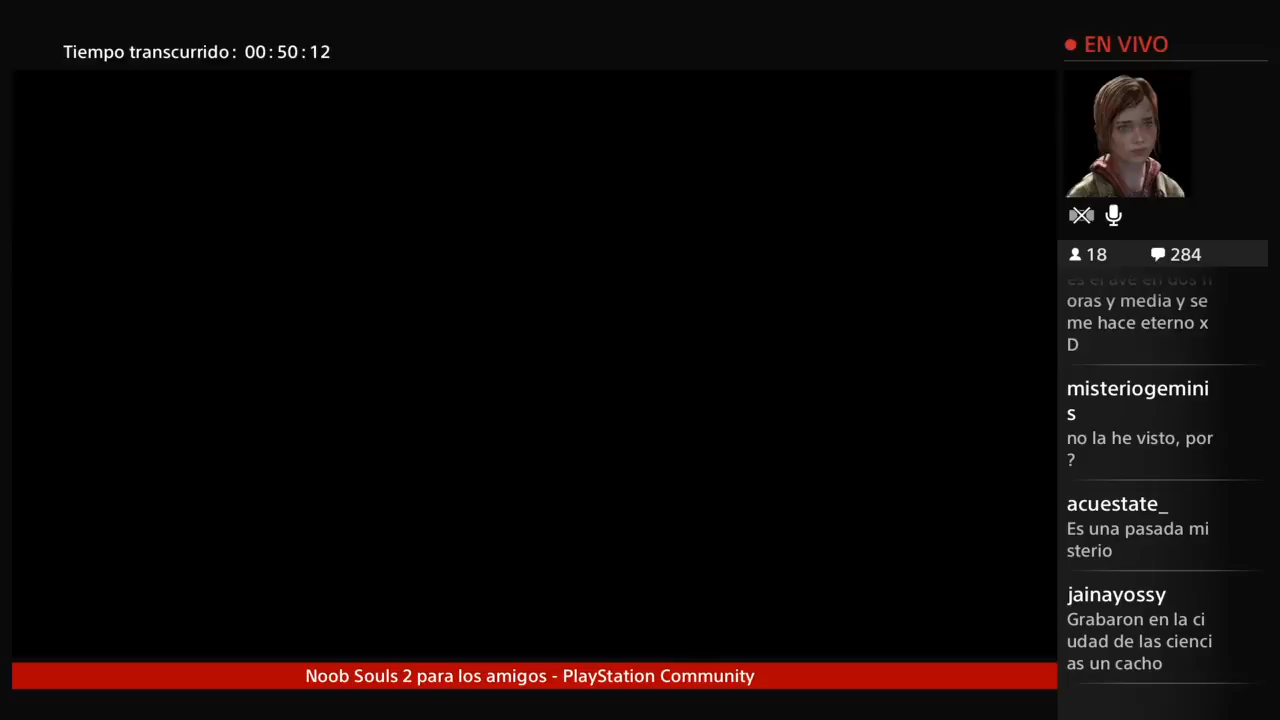 Tiempo transcurrido: 00:50:12
EN VIVO
18 284
oras y media y se
me hace eterno x
D
misteriogemini
s
no la he visto, por
?
acuestate_
Es una pasada mi
sterio
jainayossy
Grabaron en la ci
udad de las cienci
as un cacho
Noob Souls 2 para los amigos - PlayStation Community